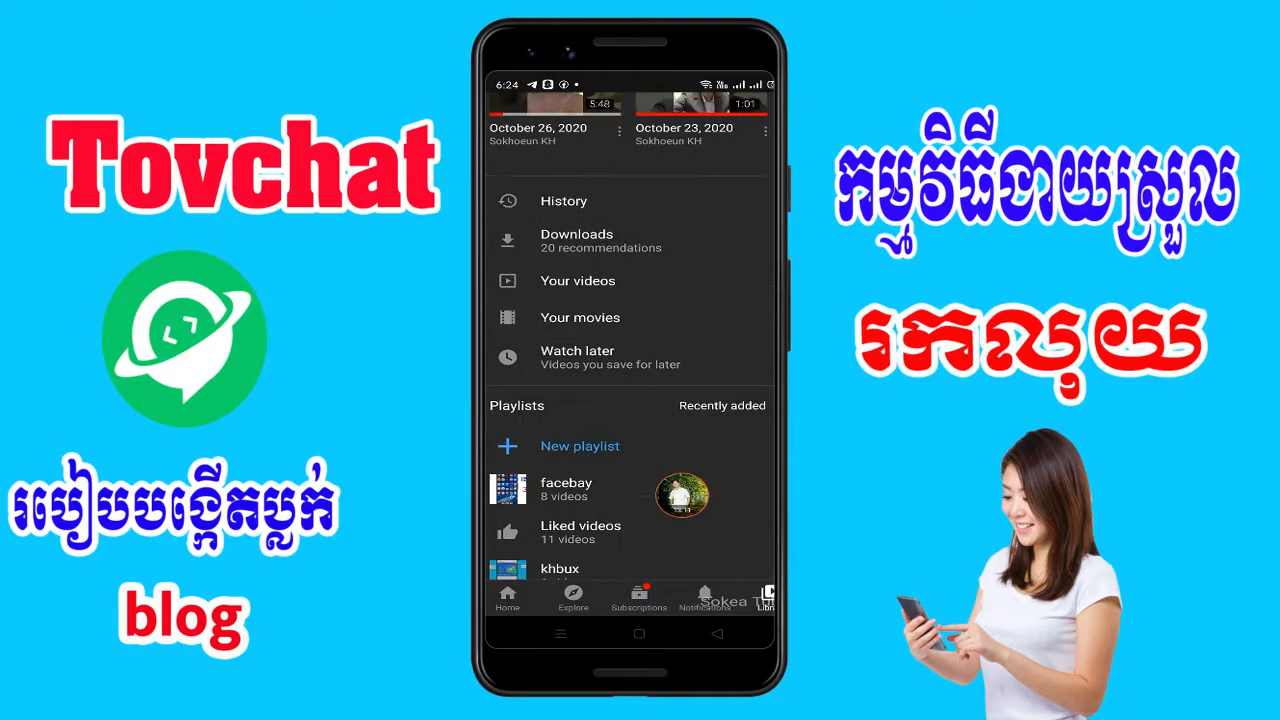 Tovchat
របៀបបង្កើតប្លក់
blog
6:24
5:48
1:01
October 26, 2020
Sokhoeun KH
October 23, 2020
Sokhoeun KH
History
Downloads
20 recommendations
Your videos
Your movies
Watch later
Videos you save for later
Playlists
Recently added
New playlist
facebay
8 videos
Liked videos
11 videos
khbux
Home
Explore
Subscriptions
Notifications
Sokea
កម្មវិធីងាយស្រួល
រកលុយ